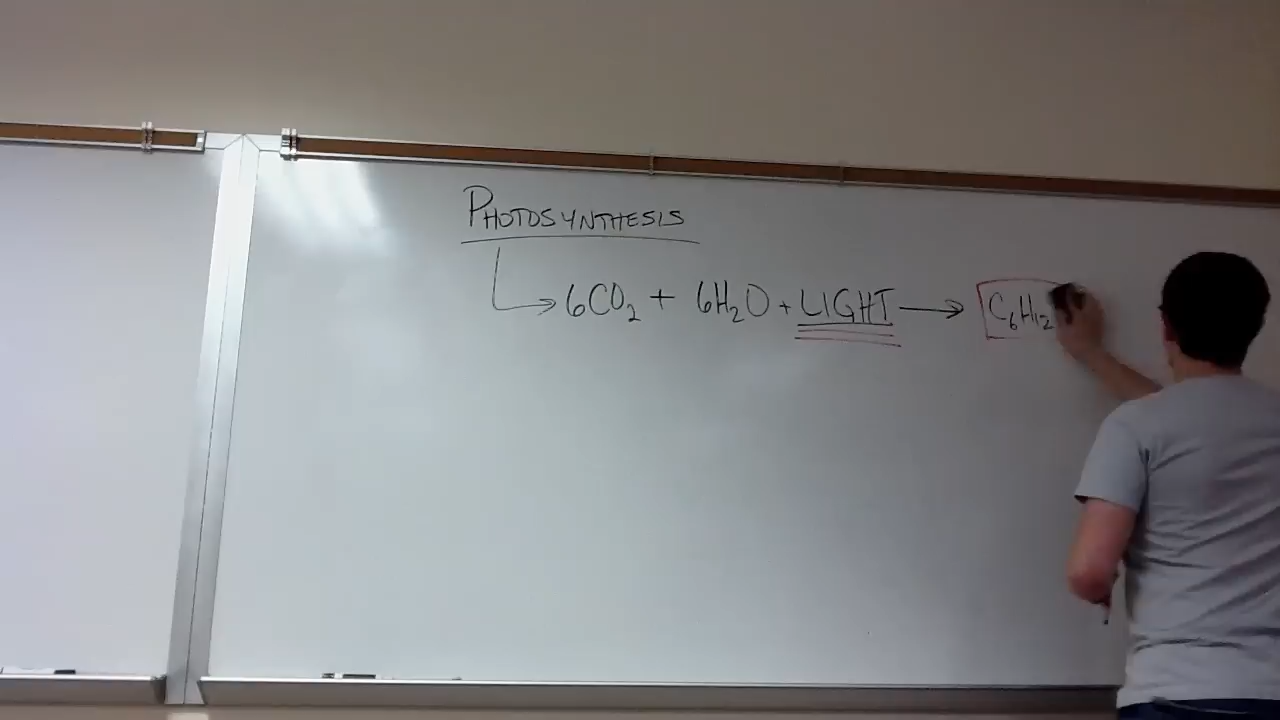 PHOTOSYNTHESIS
6CO₂ + 6H₂O + LIGHT → C₆H₁₂